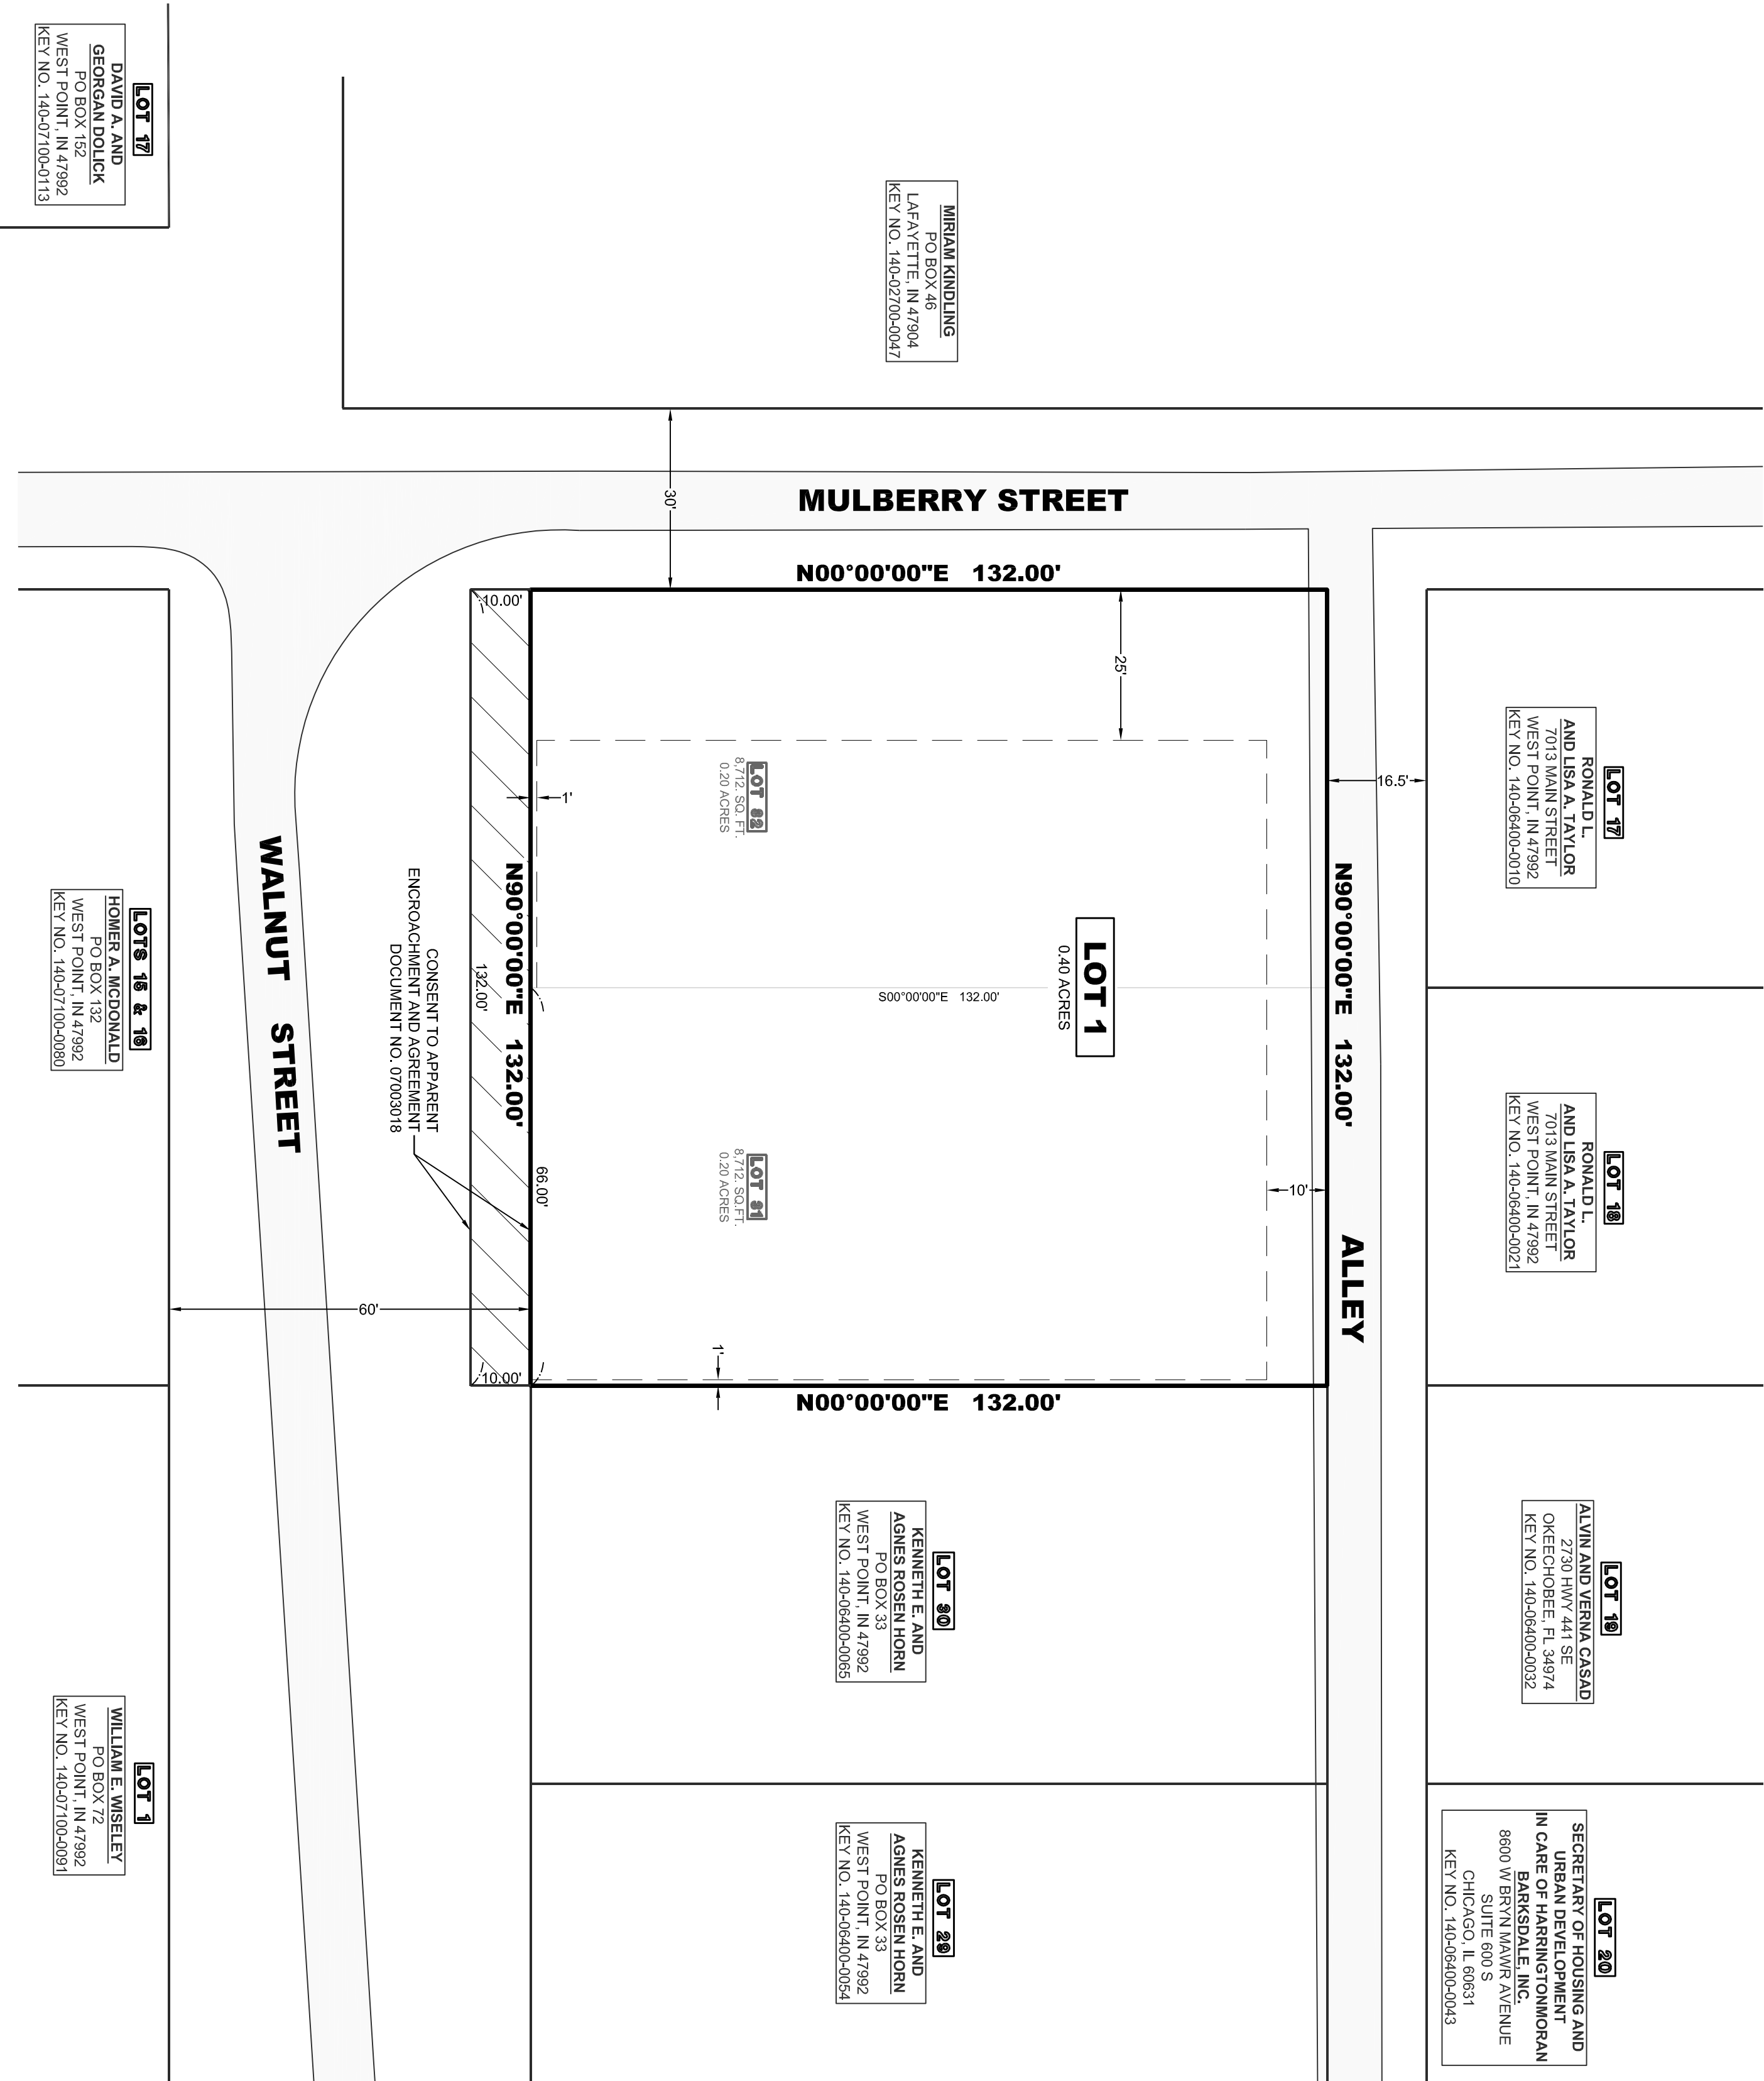 LOT 17
DAVID A. AND
GEORGAN DOLICK
PO BOX 152
WEST POINT, IN 47992
KEY NO. 140-07100-0113
MIRIAM KINDLING
PO BOX 46
LAFAYETTE, IN 47904
KEY NO. 140-02700-0047
30'
MULBERRY STREET
N00°00'00"E 132.00'
LOT 17
RONALD L.
AND LISA A. TAYLOR
7013 MAIN STREET
WEST POINT, IN 47992
KEY NO. 140-06400-0010
LOT 18
RONALD L.
AND LISA A. TAYLOR
7013 MAIN STREET
WEST POINT, IN 47992
KEY NO. 140-06400-0021
LOT 19
ALVIN AND VERNA CASAD
2730 HWY 441 SE
OKEECHOBEE, FL 34974
KEY NO. 140-06400-0032
LOT 20
SECRETARY OF HOUSING AND
URBAN DEVELOPMENT
IN CARE OF HARRINGTONMORAN
BARKSDALE, INC.
8600 W BRYN MAWR AVENUE
SUITE 600 S
CHICAGO, IL 60631
KEY NO. 140-06400-0043
16.5'
N90°00'00"E 132.00'
ALLEY
10'
25'
LOT 1
0.40 ACRES
S00°00'00"E 132.00'
LOT 32
8,712. SQ. FT.
0.20 ACRES
LOT 31
8,712. SQ.FT.
0.20 ACRES
1'
1'
66.00'
N90°00'00"E 132.00'
10.00'
132.00'
10.00'
CONSENT TO APPARENT
ENCROACHMENT AND AGREEMENT
DOCUMENT NO. 07003018
60'
N00°00'00"E 132.00'
LOT 30
KENNETH E. AND
AGNES ROSEN HORN
PO BOX 33
WEST POINT, IN 47992
KEY NO. 140-06400-0065
LOT 29
KENNETH E. AND
AGNES ROSEN HORN
PO BOX 33
WEST POINT, IN 47992
KEY NO. 140-06400-0054
WALNUT STREET
LOTS 15 & 16
HOMER A. MCDONALD
PO BOX 132
WEST POINT, IN 47992
KEY NO. 140-07100-0080
LOT 1
WILLIAM E. WISELEY
PO BOX 72
WEST POINT, IN 47992
KEY NO. 140-07100-0091